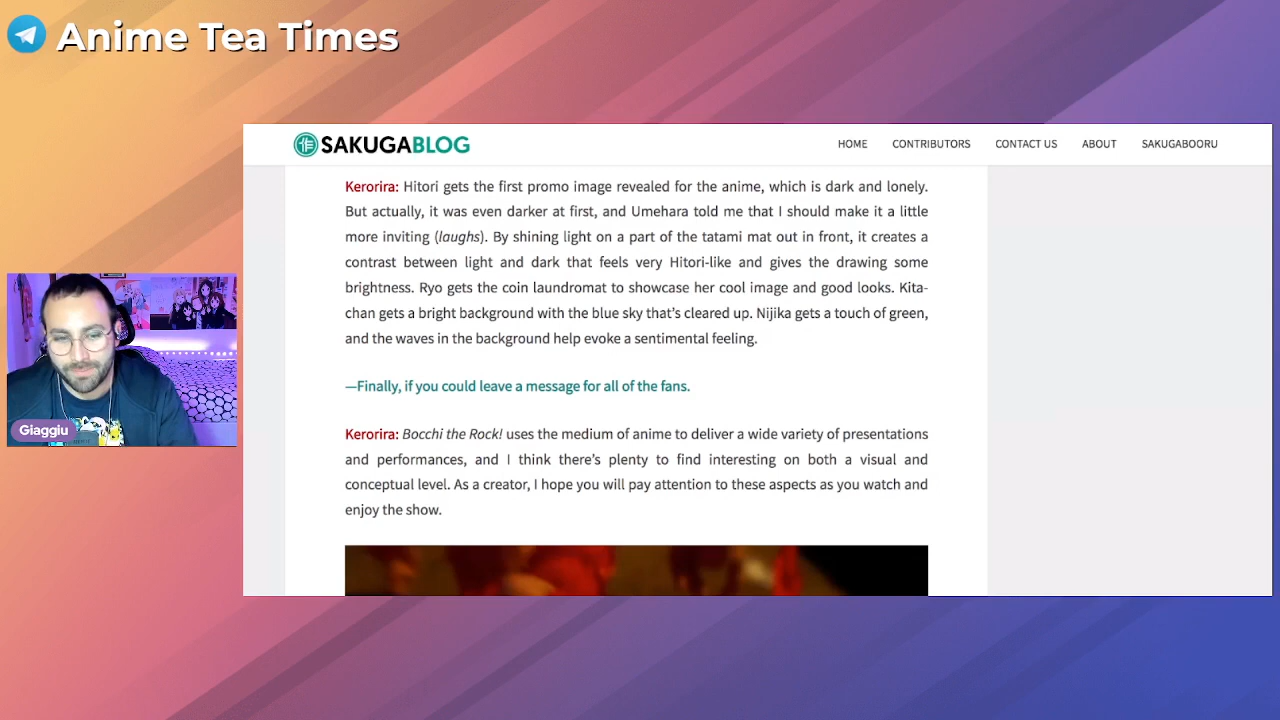 Anime Tea Times
SAKUGABLOG
HOME CONTRIBUTORS CONTACT US ABOUT SAKUGABOORU
Kerorira: Hitori gets the first promo image revealed for the anime, which is dark and lonely.
But actually, it was even darker at first, and Umehara told me that I should make it a little
more inviting (laughs). By shining light on a part of the tatami mat out in front, it creates a
contrast between light and dark that feels very Hitori-like and gives the drawing some
brightness. Ryo gets the coin laundromat to showcase her cool image and good looks. Kita-
chan gets a bright background with the blue sky that's cleared up. Nijika gets a touch of green,
and the waves in the background help evoke a sentimental feeling.
—Finally, if you could leave a message for all of the fans.
Kerorira: Bocchi the Rock! uses the medium of anime to deliver a wide variety of presentations
and performances, and I think there's plenty to find interesting on both a visual and
conceptual level. As a creator, I hope you will pay attention to these aspects as you watch and
enjoy the show.
Giaggiu